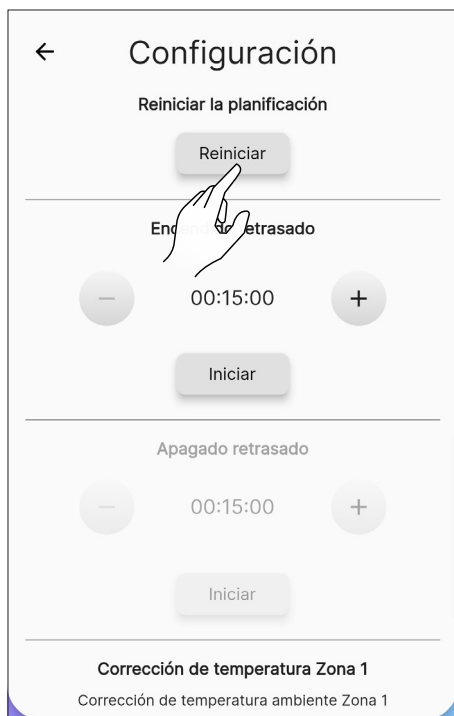 Configuración
Reiniciar la planificación
Reiniciar
retrasado
00:15:00
Iniciar
Apagado retrasado
00:15:00
Iniciar
Corrección de temperatura Zona 1
Corrección de temperatura ambiente Zona 1